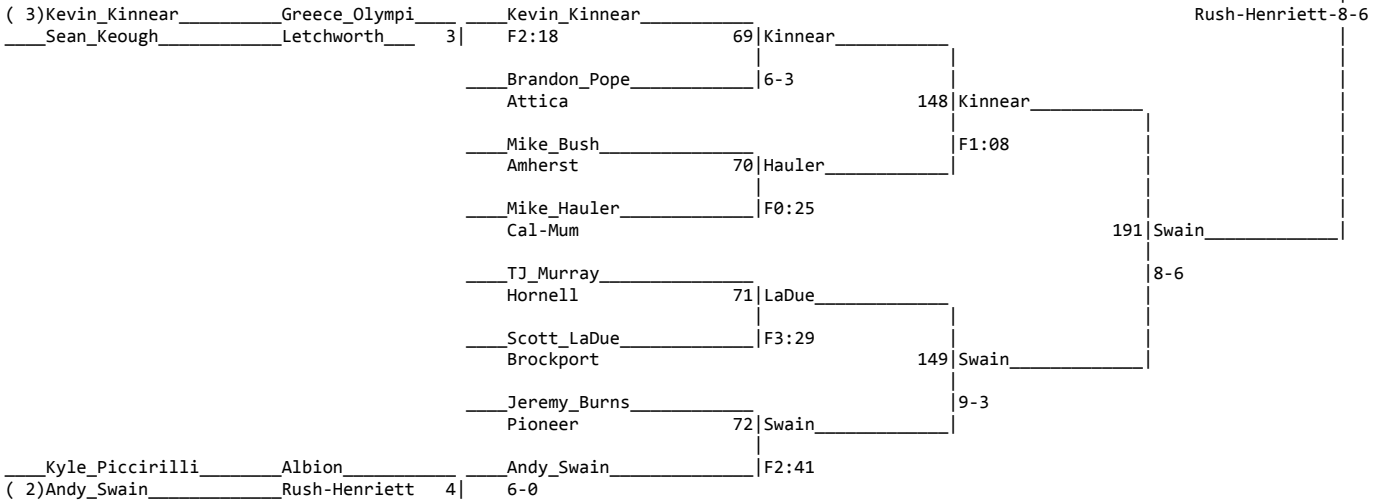 ( 3)Kevin_Kinnear__________Greece_Olympi____ ____Kevin_Kinnear___________ Rush-Henriett-8-6
____Sean_Keough____________Letchworth___ 3| F2:18 69|Kinnear___________
____Brandon_Pope____________|6-3
Attica 148|Kinnear___________
____Mike_Bush_______________ |F1:08
Amherst 70|Hauler____________|
____Mike_Hauler_____________|F0:25
Cal-Mum 191|Swain_____________|
____TJ_Murray_______________ |8-6
Hornell 71|LaDue_____________
____Scott_LaDue_____________|F3:29
Brockport 149|Swain_____________|
____Jeremy_Burns____________ |9-3
Pioneer 72|Swain_____________|
____Kyle_Piccirilli________Albion___________ ____Andy_Swain______________|F2:41
( 2)Andy_Swain_____________Rush-Henriett 4| 6-0